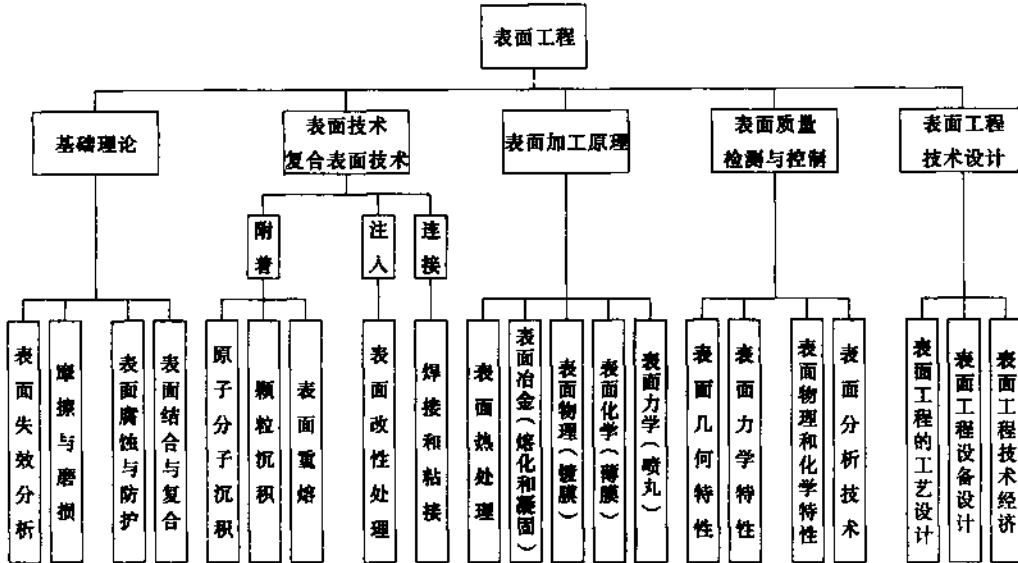 表面工程
基础理论
表面技术
复合表面技术
表面加工原理
表面质量
检测与控制
表面工程
技术设计
附着
注入
连接
表面失效分析
摩擦与磨损
表面腐蚀与防护
表面结合与复合
原子分子沉积
颗粒沉积
表面重熔
表面改性处理
焊接和粘接
表面热处理
表面冶金(熔化和凝固)
表面物理(镀膜)
表面化学(薄膜)
表面力学(喷丸)
表面几何特性
表面力学特性
表面物理和化学特性
表面分析技术
表面工程的工艺设计
表面工程设备设计
表面工程技术经济